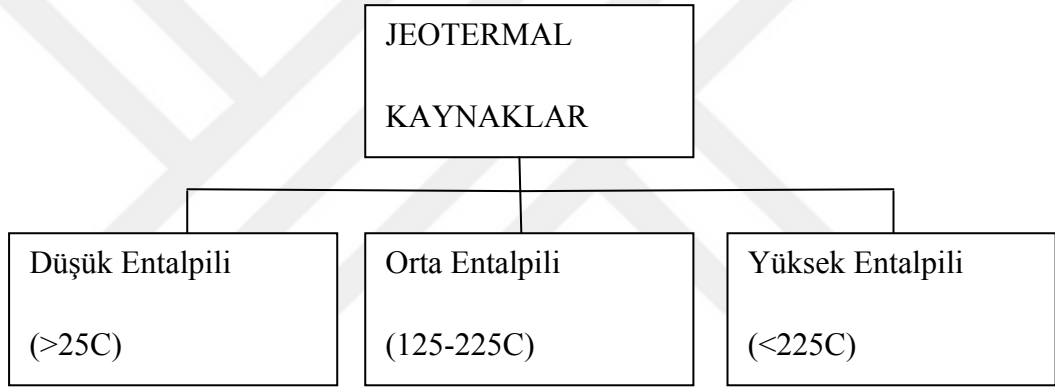 JEOTERMAL
KAYNAKLAR
Düşük Entalpili
(>25C)
Orta Entalpili
(125-225C)
Yüksek Entalpili
(<225C)